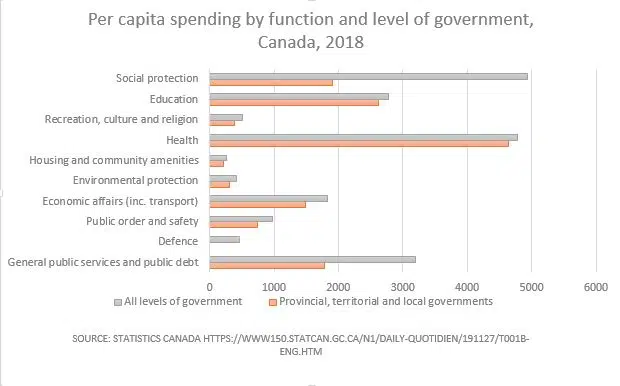 Per capita spending by function and level of government,
Canada, 2018
Social protection
Education
Recreation, culture and religion
Health
Housing and community amenities
Environmental protection
Economic affairs (inc. transport)
Public order and safety
Defence
General public services and public debt
0 1000 2000 3000 4000 5000 6000
All levels of government Provincial, territorial and local governments
SOURCE: STATISTICS CANADA HTTPS://WWW150.STATCAN.GC.CA/N1/DAILY-QUOTIDIEN/191127/T001B-
ENG.HTM